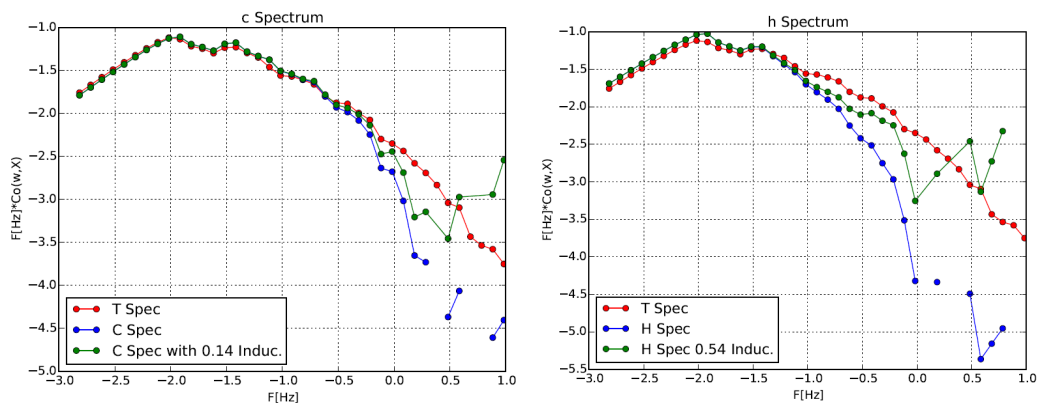 c Spectrum
−1.0
−1.5
−2.0
−2.5
−3.0
−3.5
−4.0
−4.5
−5.0
F[Hz]*Co(w,X)
T Spec
C Spec
C Spec with 0.14 Induc.
−3.0 −2.5 −2.0 −1.5 −1.0 −0.5 0.0 0.5 1.0
F[Hz]
h Spectrum
−1.0
−1.5
−2.0
−2.5
−3.0
−3.5
−4.0
−4.5
−5.0
−5.5
F[Hz]*Co(w,X)
T Spec
H Spec
H Spec 0.54 Induc.
−3.0 −2.5 −2.0 −1.5 −1.0 −0.5 0.0 0.5 1.0
F[Hz]